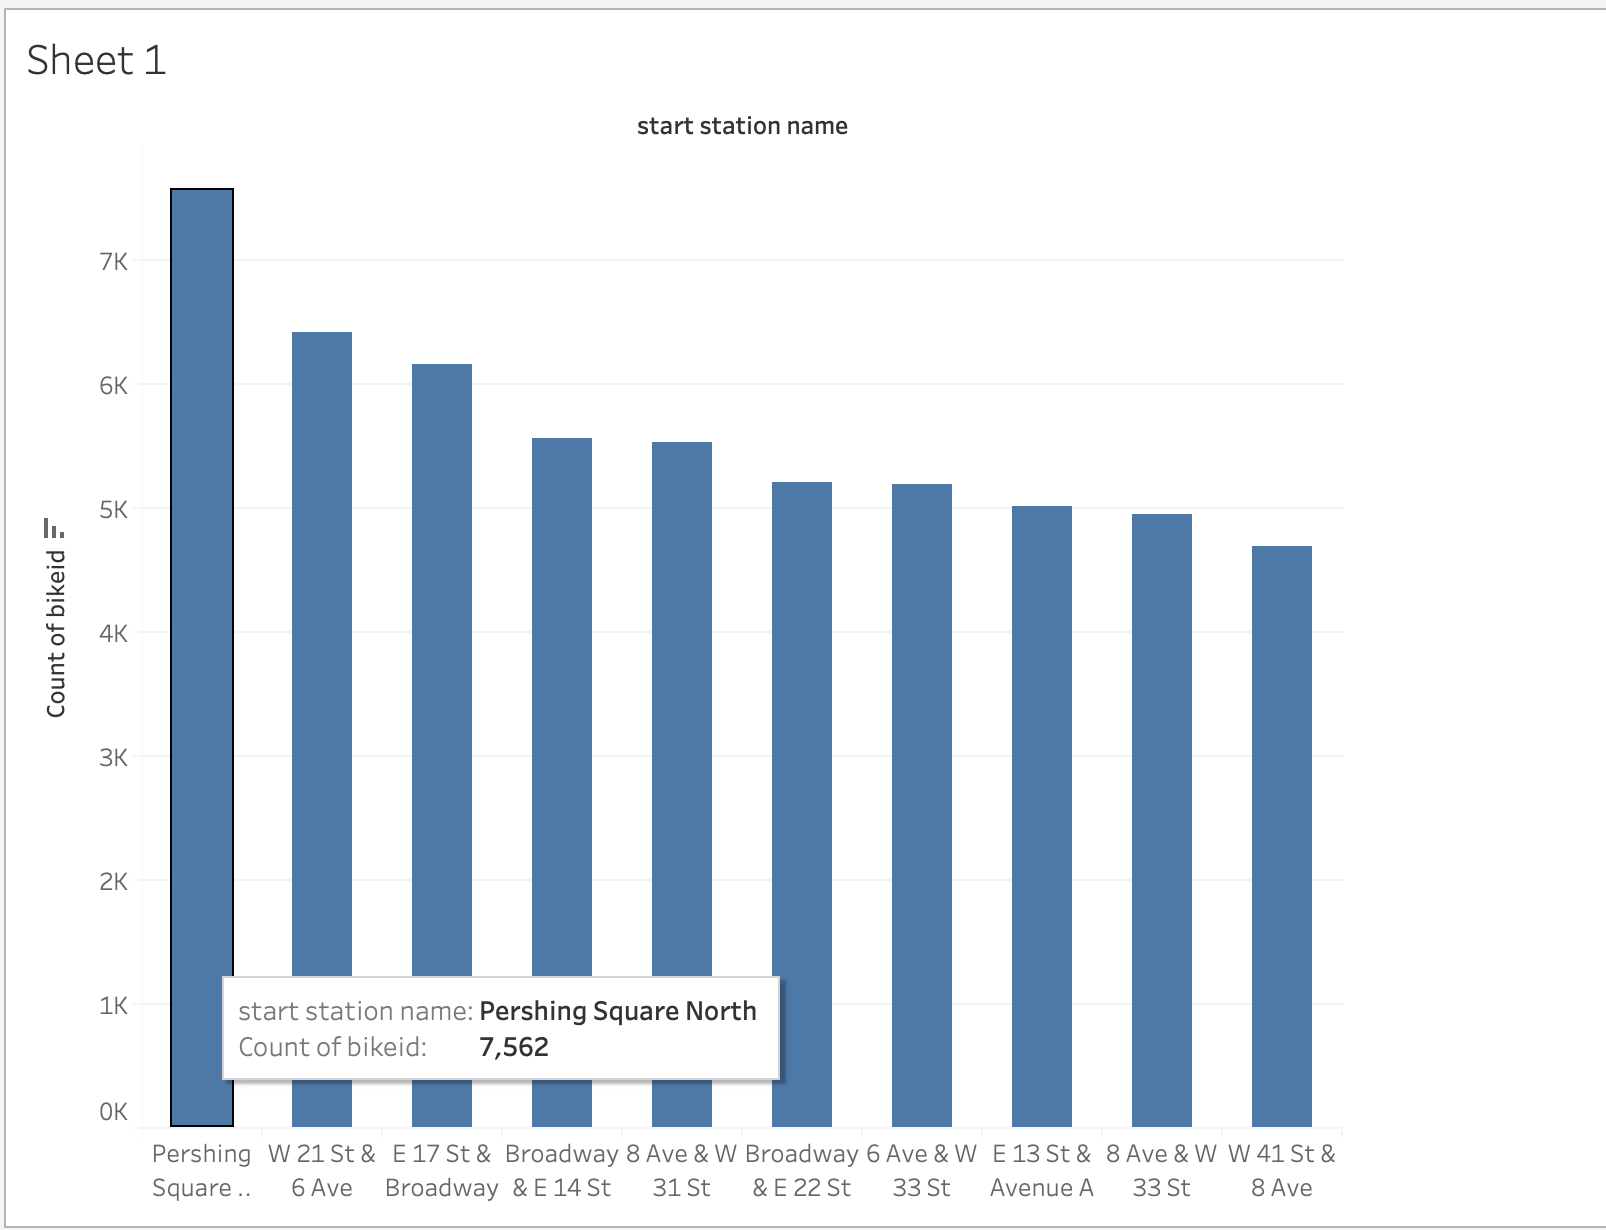 Sheet 1
start station name
7K
6K
5K
4K
3K
2K
1K
0K
Count of bikeid
start station name: Pershing Square North
Count of bikeid: 7,562
Pershing Square ..
W 21 St & 6 Ave
E 17 St & Broadway
Broadway & E 14 St
8 Ave & W 31 St
Broadway & E 22 St
6 Ave & W 33 St
E 13 St & Avenue A
8 Ave & W 33 St
W 41 St & 8 Ave